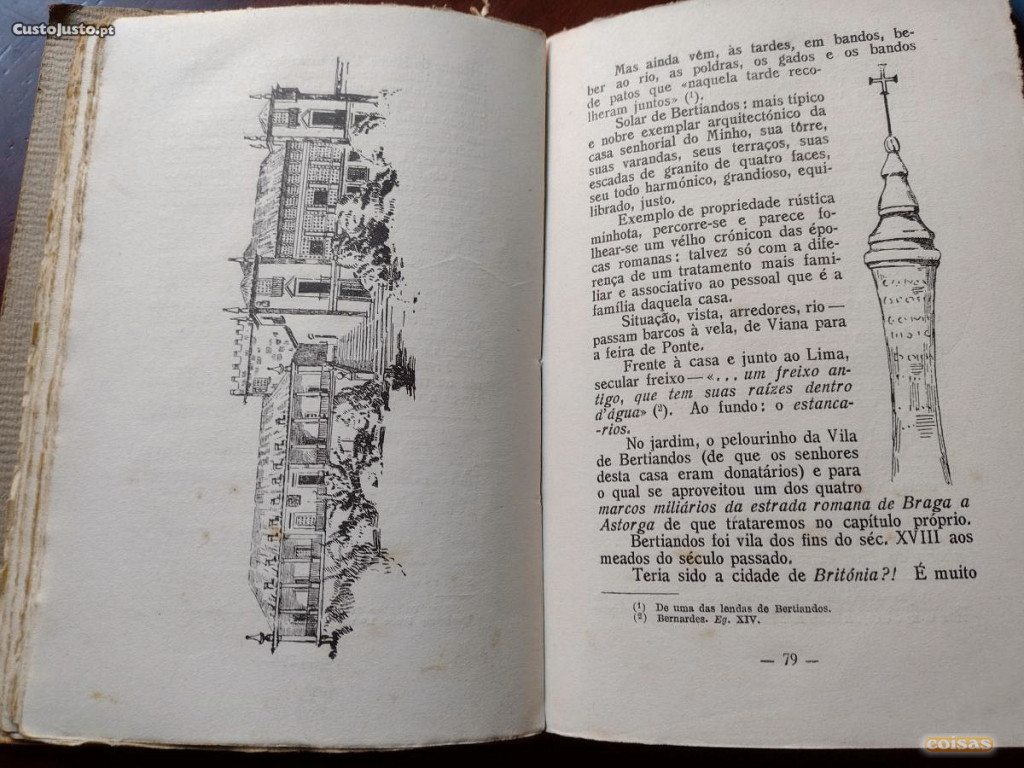 CustoJusto.pt
Mas ainda vêm, às tardes, em bandos, be-
ber ao rio, as poldras, os gados e os bandos
de patos que «naquela tarde reco-
lheram juntos» (¹).
Solar de Bertiandos: mais típico
e nobre exemplar arquitectónico da
casa senhorial do Minho, sua tôrre,
suas varandas, seus terraços, suas
escadas de granito de quatro faces,
seu todo harmónico, grandioso, equi-
librado, justo.
Exemplo de propriedade rústica
minhota, percorre-se e parece fo-
lhear-se um vélho crónicon das épo-
cas romanas: talvez só com a dife-
rença de um tratamento mais fami-
liar e associativo ao pessoal que é a
família daquela casa.
Situação, vista, arredores, rio —
passam barcos à vela, de Viana para
a feira de Ponte.
Frente à casa e junto ao Lima,
secular freixo — «... um freixo an-
tigo, que tem suas raízes dentro
d'água» (²). Ao fundo: o estanca-
-rios.
No jardim, o pelourinho da Vila
de Bertiandos (de que os senhores
desta casa eram donatários) e para
o qual se aproveitou um dos quatro
marcos miliários da estrada romana de Braga a
Astorga de que trataremos no capítulo próprio.
Bertiandos foi vila dos fins do séc. XVIII aos
meados do século passado.
Teria sido a cidade de Britónia?! É muito
(¹) De uma das lendas de Bertiandos.
(²) Bernardes. Eg. XIV.
— 79 —
coisas